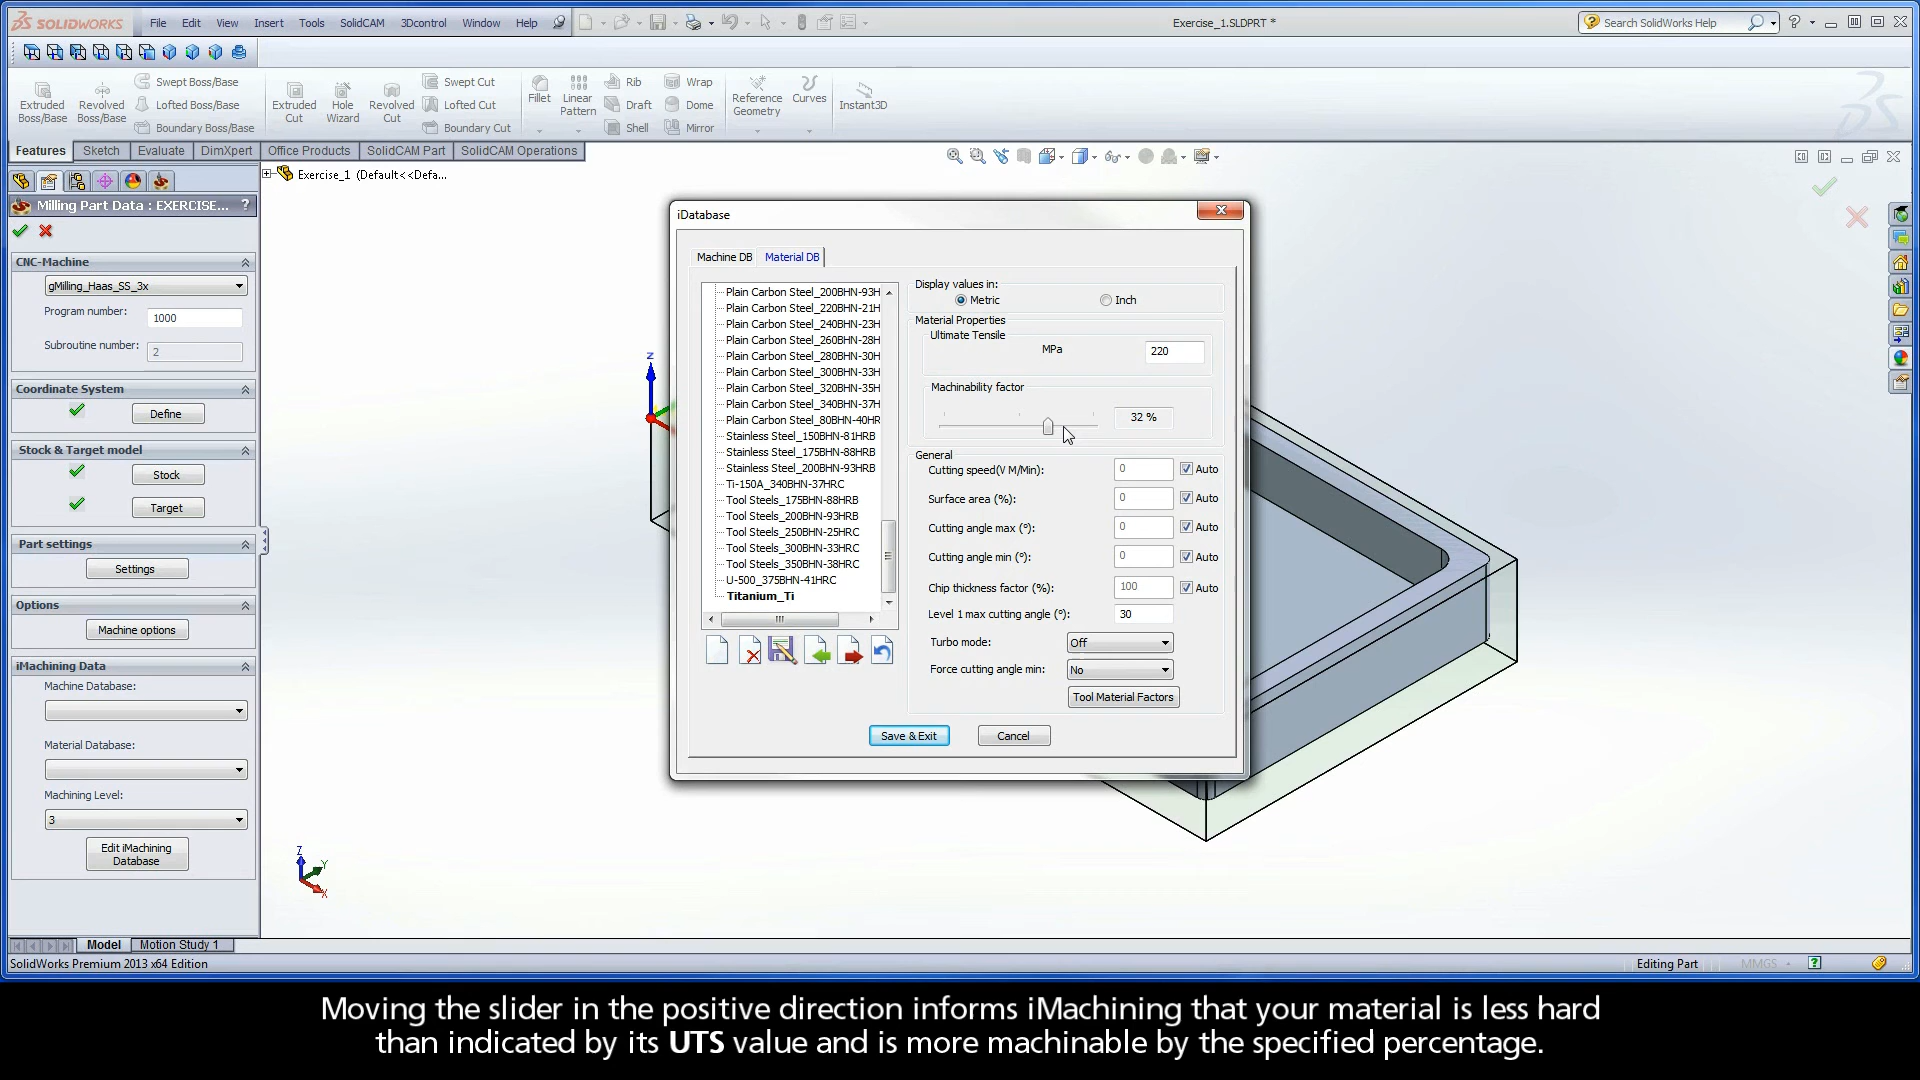 SOLIDWORKS
File Edit View Insert Tools SolidCAM 3Dcontrol Window Help
Exercise_1.SLDPRT *
Search SolidWorks Help
Extruded Boss/Base
Revolved Boss/Base
Swept Boss/Base
Lofted Boss/Base
Boundary Boss/Base
Extruded Cut
Hole Wizard
Revolved Cut
Swept Cut
Lofted Cut
Boundary Cut
Fillet
Linear Pattern
Rib
Draft
Shell
Wrap
Dome
Mirror
Reference Geometry
Curves
Instant3D
Features Sketch Evaluate DimXpert Office Products SolidCAM Part SolidCAM Operations
Exercise_1 (Default<<Defa...
Milling Part Data : EXERCISE... ?
CNC-Machine
gMilling_Haas_SS_3x
Program number: 1000
Subroutine number: 2
Coordinate System
Define
Stock & Target model
Stock
Target
Part settings
Settings
Options
Machine options
iMachining Data
Machine Database:
Material Database:
Machining Level:
3
Edit iMachining
Database
iDatabase
Machine DB Material DB
Plain Carbon Steel_200BHN-93H
Plain Carbon Steel_220BHN-21H
Plain Carbon Steel_240BHN-23H
Plain Carbon Steel_260BHN-28H
Plain Carbon Steel_280BHN-30H
Plain Carbon Steel_300BHN-33H
Plain Carbon Steel_320BHN-35H
Plain Carbon Steel_340BHN-37H
Plain Carbon Steel_80BHN-40HR
Stainless Steel_150BHN-81HRB
Stainless Steel_175BHN-88HRB
Stainless Steel_200BHN-93HRB
Ti-150A_340BHN-37HRC
Tool Steels_175BHN-88HRB
Tool Steels_200BHN-93HRB
Tool Steels_250BHN-25HRC
Tool Steels_300BHN-33HRC
Tool Steels_350BHN-38HRC
U-500_375BHN-41HRC
Titanium_Ti
Display values in:
Metric Inch
Material Properties
Ultimate Tensile
MPa 220
Machinability factor
32 %
General
Cutting speed(V M/Min): 0 Auto
Surface area (%): 0 Auto
Cutting angle max (°): 0 Auto
Cutting angle min (°): 0 Auto
Chip thickness factor (%): 100 Auto
Level 1 max cutting angle (°): 30
Turbo mode: Off
Force cutting angle min: No
Tool Material Factors
Save & Exit Cancel
Z
Z
Y
X
Model Motion Study 1
SolidWorks Premium 2013 x64 Edition
Editing Part MMGS
Moving the slider in the positive direction informs iMachining that your material is less hard
than indicated by its UTS value and is more machinable by the specified percentage.